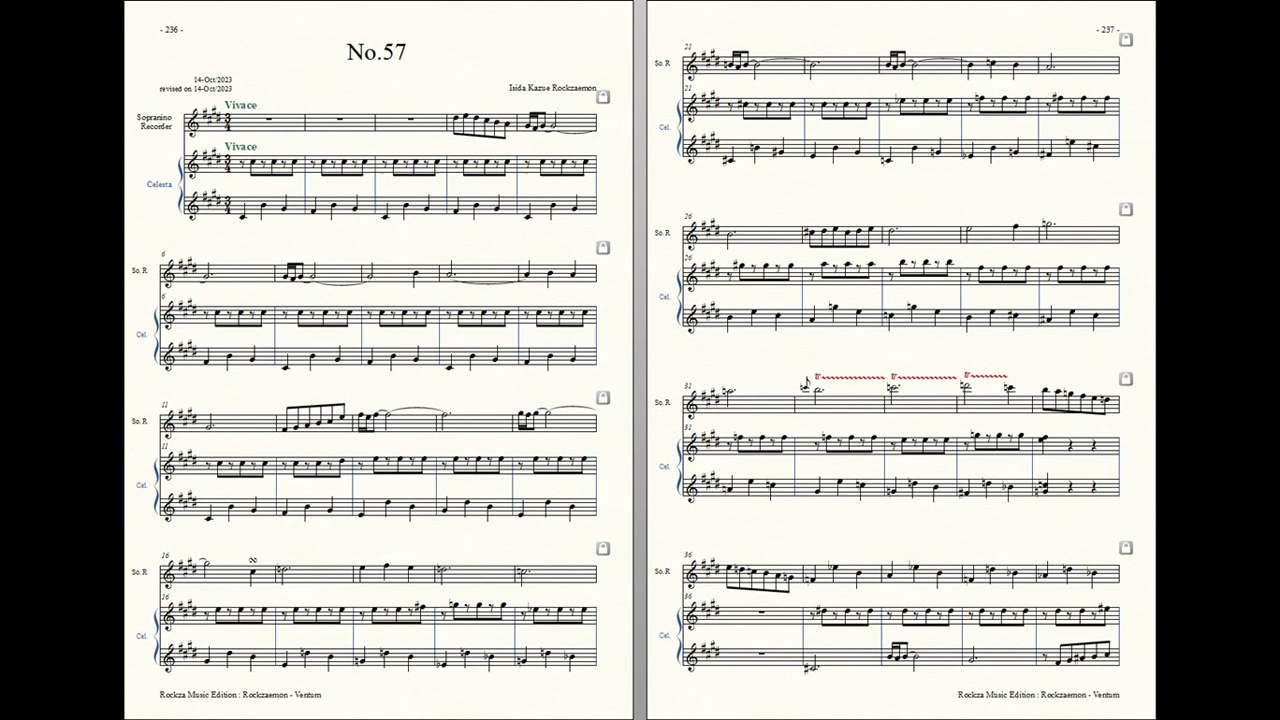 - 236 -
No.57
14-Oct/2023
revised on 14-Oct/2023
Isida Kazue Rockzaemon
Vivace
Sopranino
Recorder
Vivace
Celesta
6
So. R
6
Cel.
11
So. R
11
Cel.
16
So. R
16
Cel.
Rockza Music Edition : Rockzaemon - Ventum
- 237 -
21
So. R
21
Cel.
26
So. R
26
Cel.
31
So. R
31
Cel.
36
So. R
36
Cel.
Rockza Music Edition : Rockzaemon - Ventum